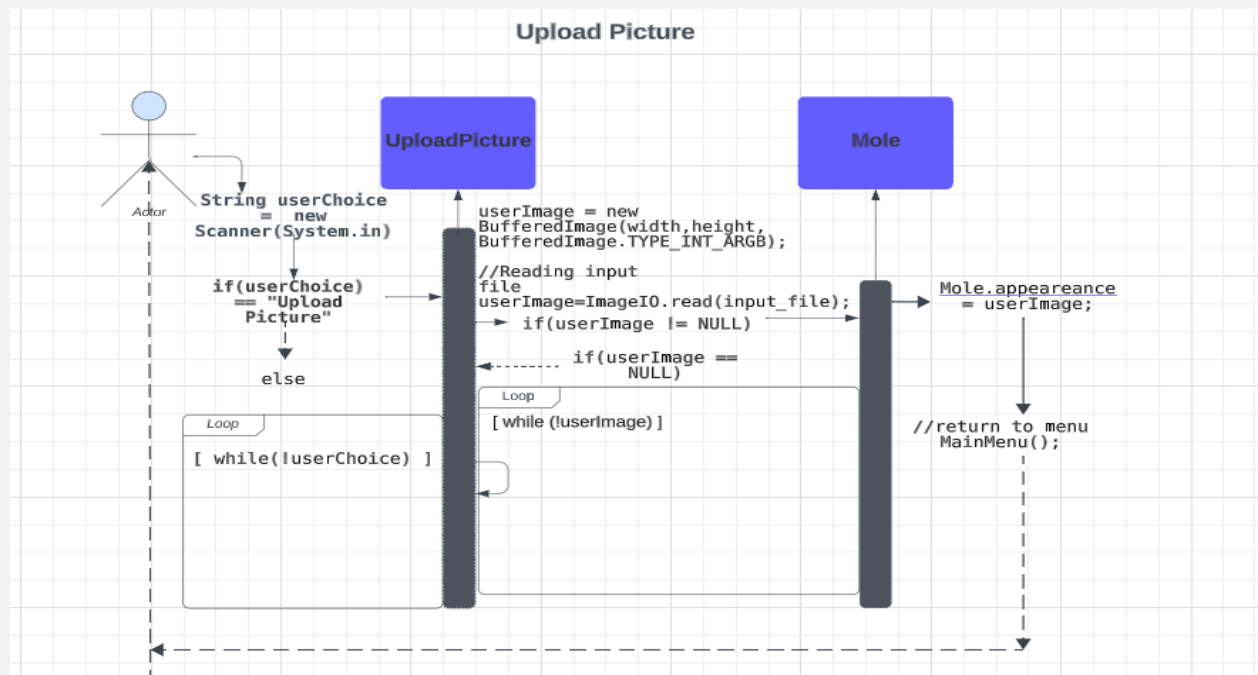 Upload Picture
UploadPicture
Mole
Actor
String userChoice
= new
Scanner(System.in)
if(userChoice)
== "Upload
Picture"
else
Loop
[ while(!userChoice) ]
userImage = new
BufferedImage(width,height,
BufferedImage.TYPE_INT_ARGB);
//Reading input
file
userImage=ImageIO.read(input_file);
if(userImage != NULL)
if(userImage ==
NULL)
Loop
[ while (!userImage) ]
Mole.appeareance
= userImage;
//return to menu
MainMenu();